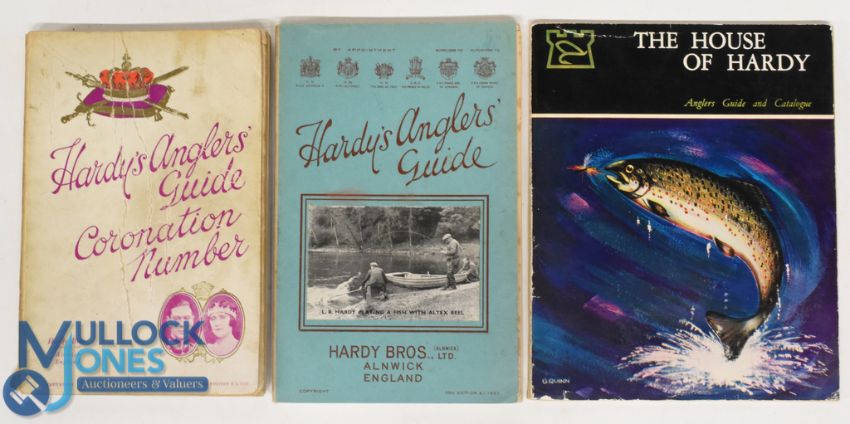 Hardy's Anglers'
Guide
Coronation
Number
MULLOCK
JONES
Auctioneers & Valuers
BY APPOINTMENT
Hardy's Anglers'
Guide
L. R. HARDY PLAYING A FISH WITH ALTEX REEL
HARDY BROS., (ALNWICK) LTD.
ALNWICK
ENGLAND
COPYRIGHT
THE HOUSE
OF HARDY
Anglers Guide and Catalogue
G. QUINN